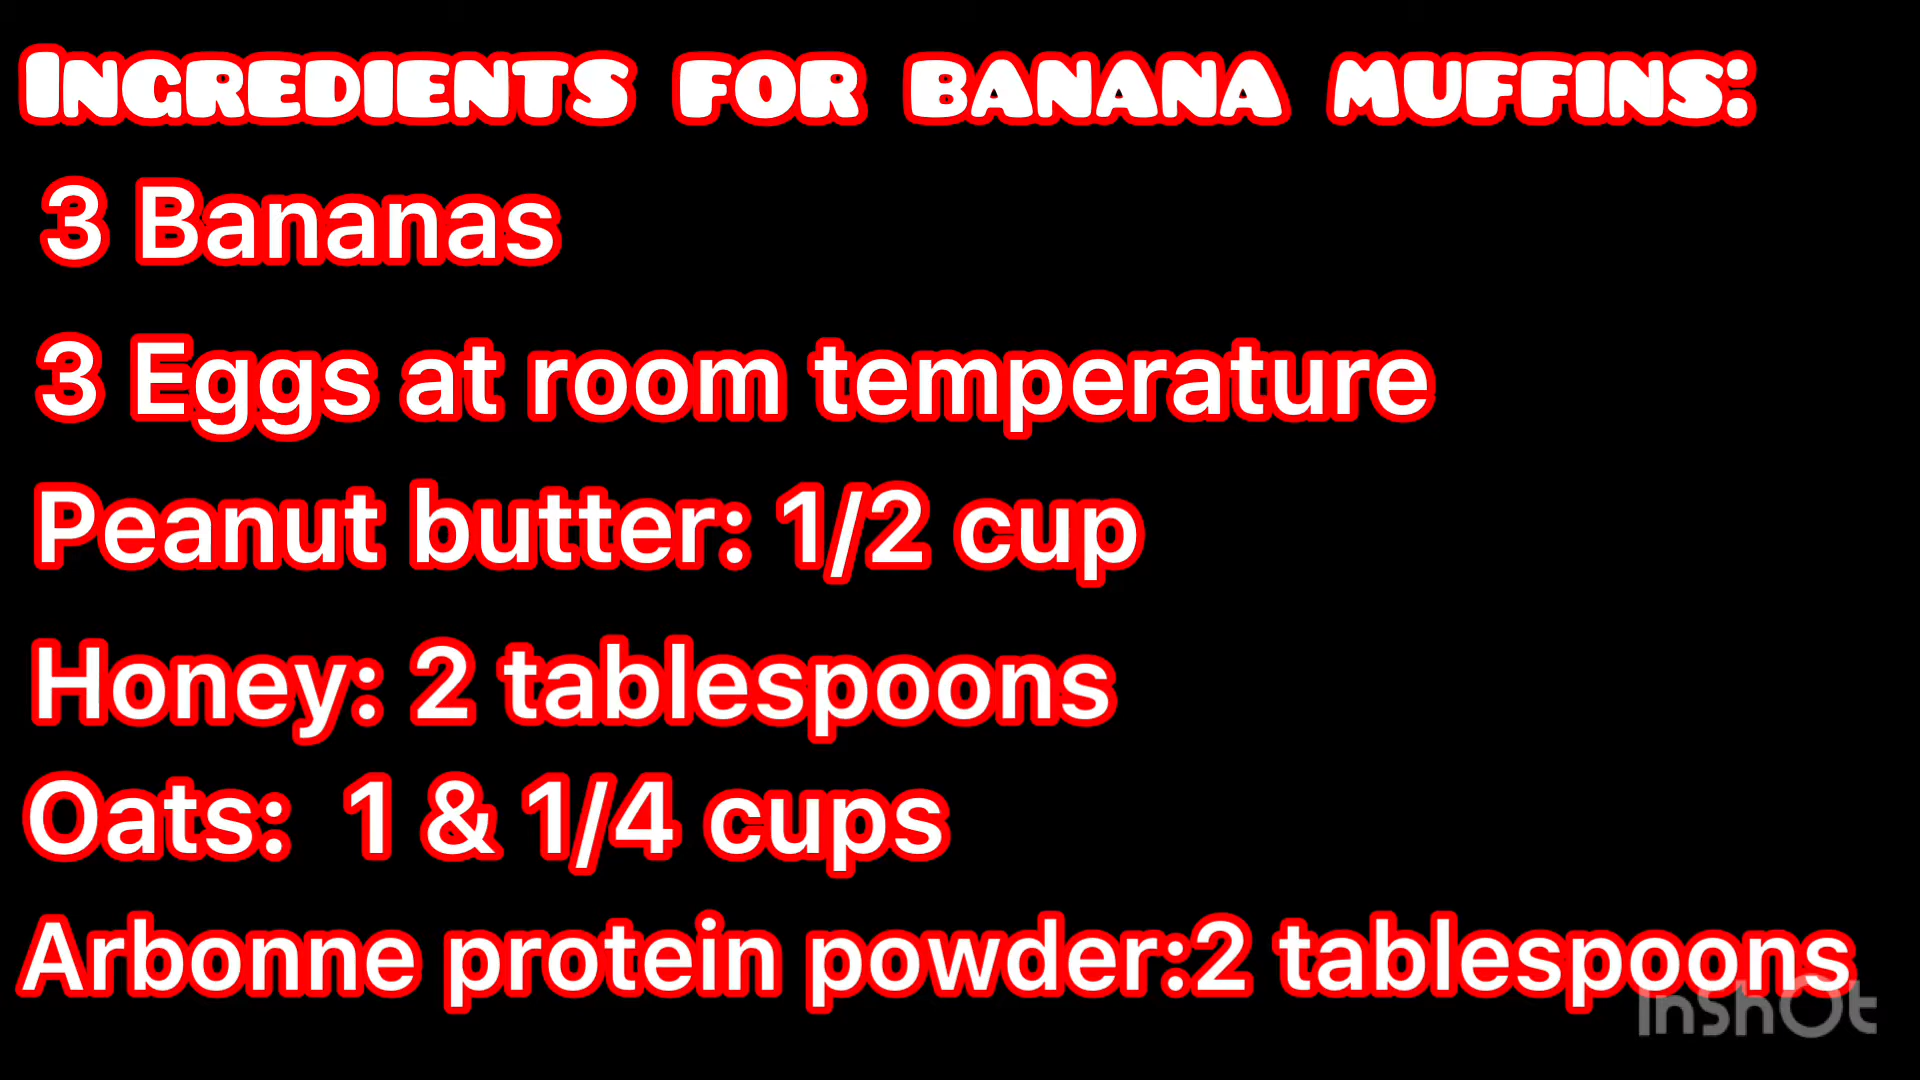 Ingredients for banana muffins:
3 Bananas
3 Eggs at room temperature
Peanut butter: 1/2 cup
Honey: 2 tablespoons
Oats:  1 & 1/4 cups
Arbonne protein powder:2 tablespoons
InShOt